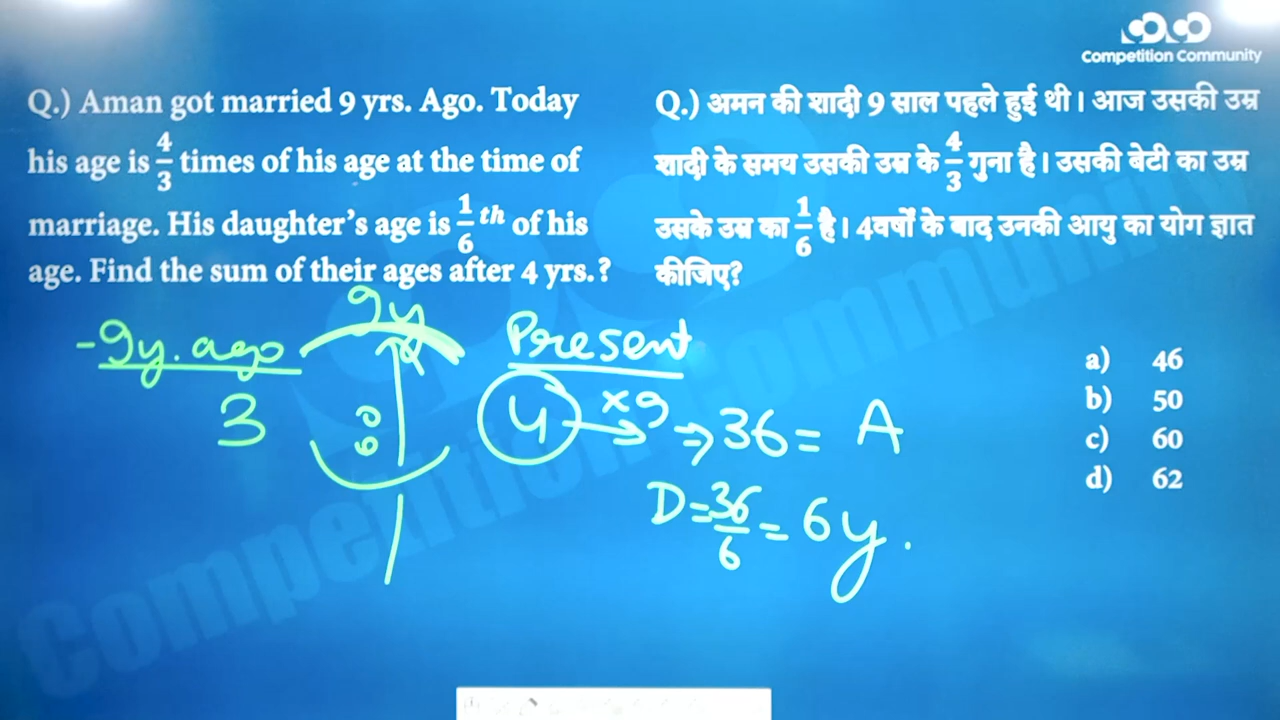 Competition Community
Q.) Aman got married 9 yrs. Ago. Today
his age is 4/3 times of his age at the time of
marriage. His daughter's age is 1/6 th of his
age. Find the sum of their ages after 4 yrs.?
Q.) अमन की शादी 9 साल पहले हुई थी। आज उसकी उम्र
शादी के समय उसकी उम्र के 4/3 गुना है। उसकी बेटी का उम्र
उसके उम्र का 1/6 है। 4वर्षों के बाद उनकी आयु का योग ज्ञात
कीजिए?
9y
-9y. ago
Present
3 : 4 ×9 ⇒ 36 = A
1
D = 36/6 = 6y.
a) 46
b) 50
c) 60
d) 62
Competition Community